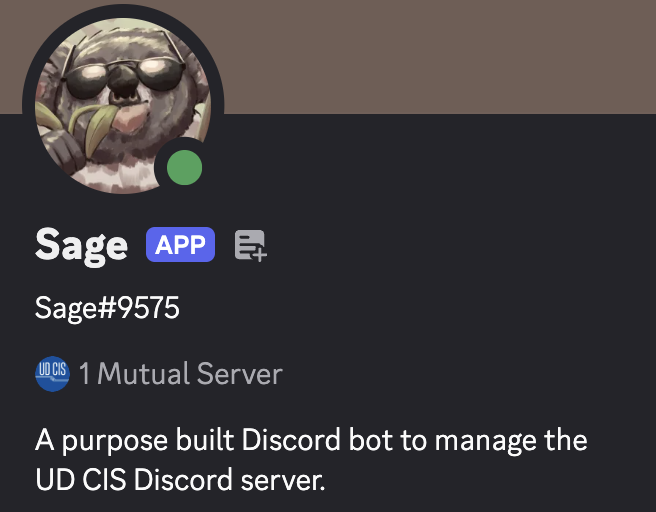 Sage APP
Sage#9575
UD CIS 1 Mutual Server
A purpose built Discord bot to manage the
UD CIS Discord server.